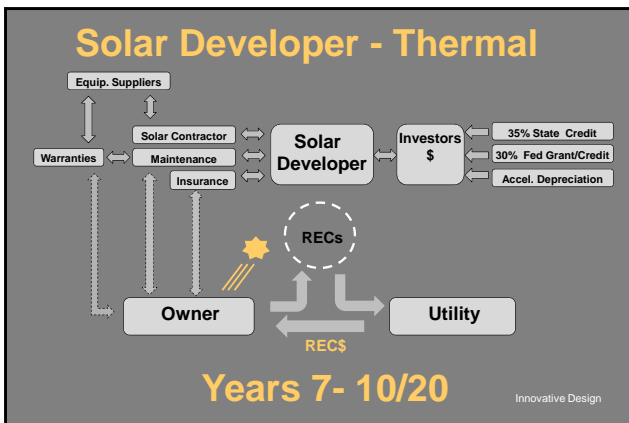 Solar Developer - Thermal
Equip. Suppliers
Solar Contractor
Warranties
Maintenance
Insurance
Solar
Developer
Investors
$
35% State Credit
30% Fed Grant/Credit
Accel. Depreciation
RECs
Owner
Utility
REC$
Years 7- 10/20
Innovative Design